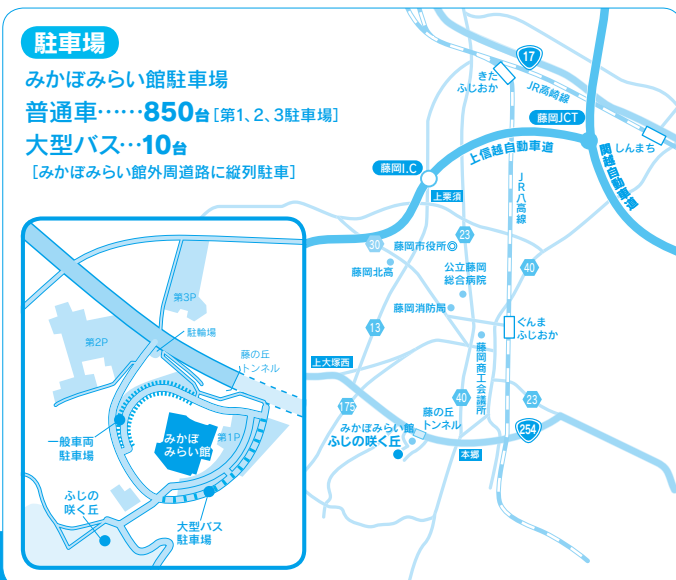 駐車場
みかぼみらい館駐車場
普通車……850台[第1、2、3駐車場]
大型バス…10台
[みかぼみらい館外周道路に縦列駐車]
17
きた
ふじおか
JR高崎線
藤岡JCT
しんまち
藤岡I.C
上信越自動車道
関越自動車道
上栗須
JR八高線
30
藤岡市役所◎
23
藤岡北高
公立藤岡
総合病院
40
藤岡消防局
13
ぐんま
ふじおか
上大塚西
藤岡商工会議所
175
40
23
藤の丘
トンネル
みかぼみらい館
ふじの咲く丘
254
本郷
第3P
第2P
駐輪場
藤の丘
トンネル
一般車両
駐車場
みかぼ
みらい館
第1P
ふじの
咲く丘
大型バス
駐車場